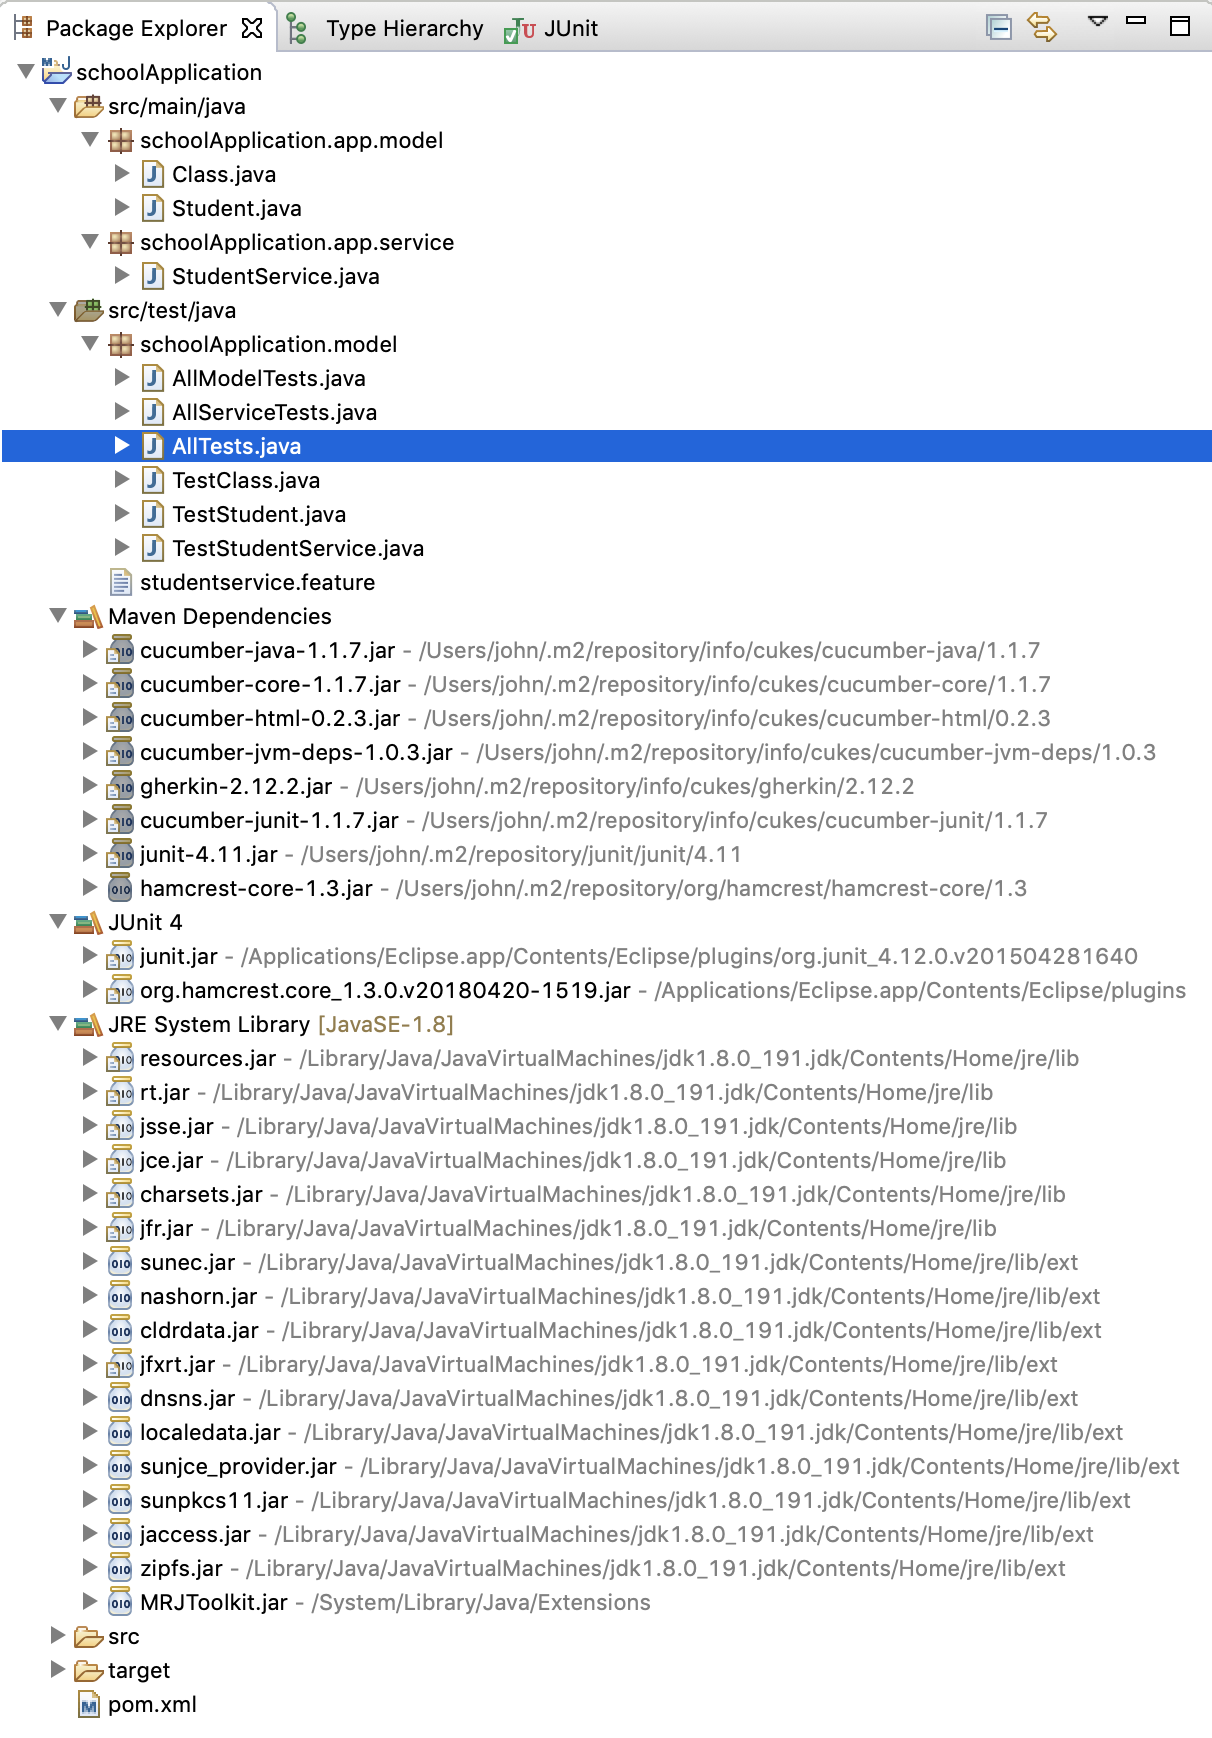 Package Explorer Type Hierarchy JUnit
schoolApplication
src/main/java
schoolApplication.app.model
Class.java
Student.java
schoolApplication.app.service
StudentService.java
src/test/java
schoolApplication.model
AllModelTests.java
AllServiceTests.java
AllTests.java
TestClass.java
TestStudent.java
TestStudentService.java
studentservice.feature
Maven Dependencies
cucumber-java-1.1.7.jar - /Users/john/.m2/repository/info/cukes/cucumber-java/1.1.7
cucumber-core-1.1.7.jar - /Users/john/.m2/repository/info/cukes/cucumber-core/1.1.7
cucumber-html-0.2.3.jar - /Users/john/.m2/repository/info/cukes/cucumber-html/0.2.3
cucumber-jvm-deps-1.0.3.jar - /Users/john/.m2/repository/info/cukes/cucumber-jvm-deps/1.0.3
gherkin-2.12.2.jar - /Users/john/.m2/repository/info/cukes/gherkin/2.12.2
cucumber-junit-1.1.7.jar - /Users/john/.m2/repository/info/cukes/cucumber-junit/1.1.7
junit-4.11.jar - /Users/john/.m2/repository/junit/junit/4.11
hamcrest-core-1.3.jar - /Users/john/.m2/repository/org/hamcrest/hamcrest-core/1.3
JUnit 4
junit.jar - /Applications/Eclipse.app/Contents/Eclipse/plugins/org.junit_4.12.0.v201504281640
org.hamcrest.core_1.3.0.v20180420-1519.jar - /Applications/Eclipse.app/Contents/Eclipse/plugins
JRE System Library [JavaSE-1.8]
resources.jar - /Library/Java/JavaVirtualMachines/jdk1.8.0_191.jdk/Contents/Home/jre/lib
rt.jar - /Library/Java/JavaVirtualMachines/jdk1.8.0_191.jdk/Contents/Home/jre/lib
jsse.jar - /Library/Java/JavaVirtualMachines/jdk1.8.0_191.jdk/Contents/Home/jre/lib
jce.jar - /Library/Java/JavaVirtualMachines/jdk1.8.0_191.jdk/Contents/Home/jre/lib
charsets.jar - /Library/Java/JavaVirtualMachines/jdk1.8.0_191.jdk/Contents/Home/jre/lib
jfr.jar - /Library/Java/JavaVirtualMachines/jdk1.8.0_191.jdk/Contents/Home/jre/lib
sunec.jar - /Library/Java/JavaVirtualMachines/jdk1.8.0_191.jdk/Contents/Home/jre/lib/ext
nashorn.jar - /Library/Java/JavaVirtualMachines/jdk1.8.0_191.jdk/Contents/Home/jre/lib/ext
cldrdata.jar - /Library/Java/JavaVirtualMachines/jdk1.8.0_191.jdk/Contents/Home/jre/lib/ext
jfxrt.jar - /Library/Java/JavaVirtualMachines/jdk1.8.0_191.jdk/Contents/Home/jre/lib/ext
dnsns.jar - /Library/Java/JavaVirtualMachines/jdk1.8.0_191.jdk/Contents/Home/jre/lib/ext
localedata.jar - /Library/Java/JavaVirtualMachines/jdk1.8.0_191.jdk/Contents/Home/jre/lib/ext
sunjce_provider.jar - /Library/Java/JavaVirtualMachines/jdk1.8.0_191.jdk/Contents/Home/jre/lib/ext
sunpkcs11.jar - /Library/Java/JavaVirtualMachines/jdk1.8.0_191.jdk/Contents/Home/jre/lib/ext
jaccess.jar - /Library/Java/JavaVirtualMachines/jdk1.8.0_191.jdk/Contents/Home/jre/lib/ext
zipfs.jar - /Library/Java/JavaVirtualMachines/jdk1.8.0_191.jdk/Contents/Home/jre/lib/ext
MRJToolkit.jar - /System/Library/Java/Extensions
src
target
pom.xml